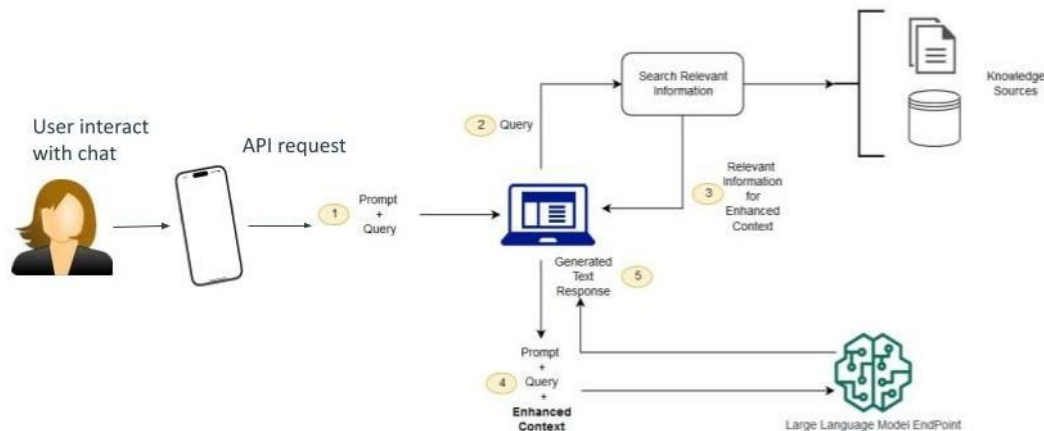 User interact
with chat
API request
1
Prompt
+
Query
2
Query
Search Relevant
Information
Knowledge
Sources
3
Relevant
Information
for
Enhanced
Context
Generated
Text
Response
5
4
Prompt
+
Query
+
Enhanced
Context
Large Language Model EndPoint